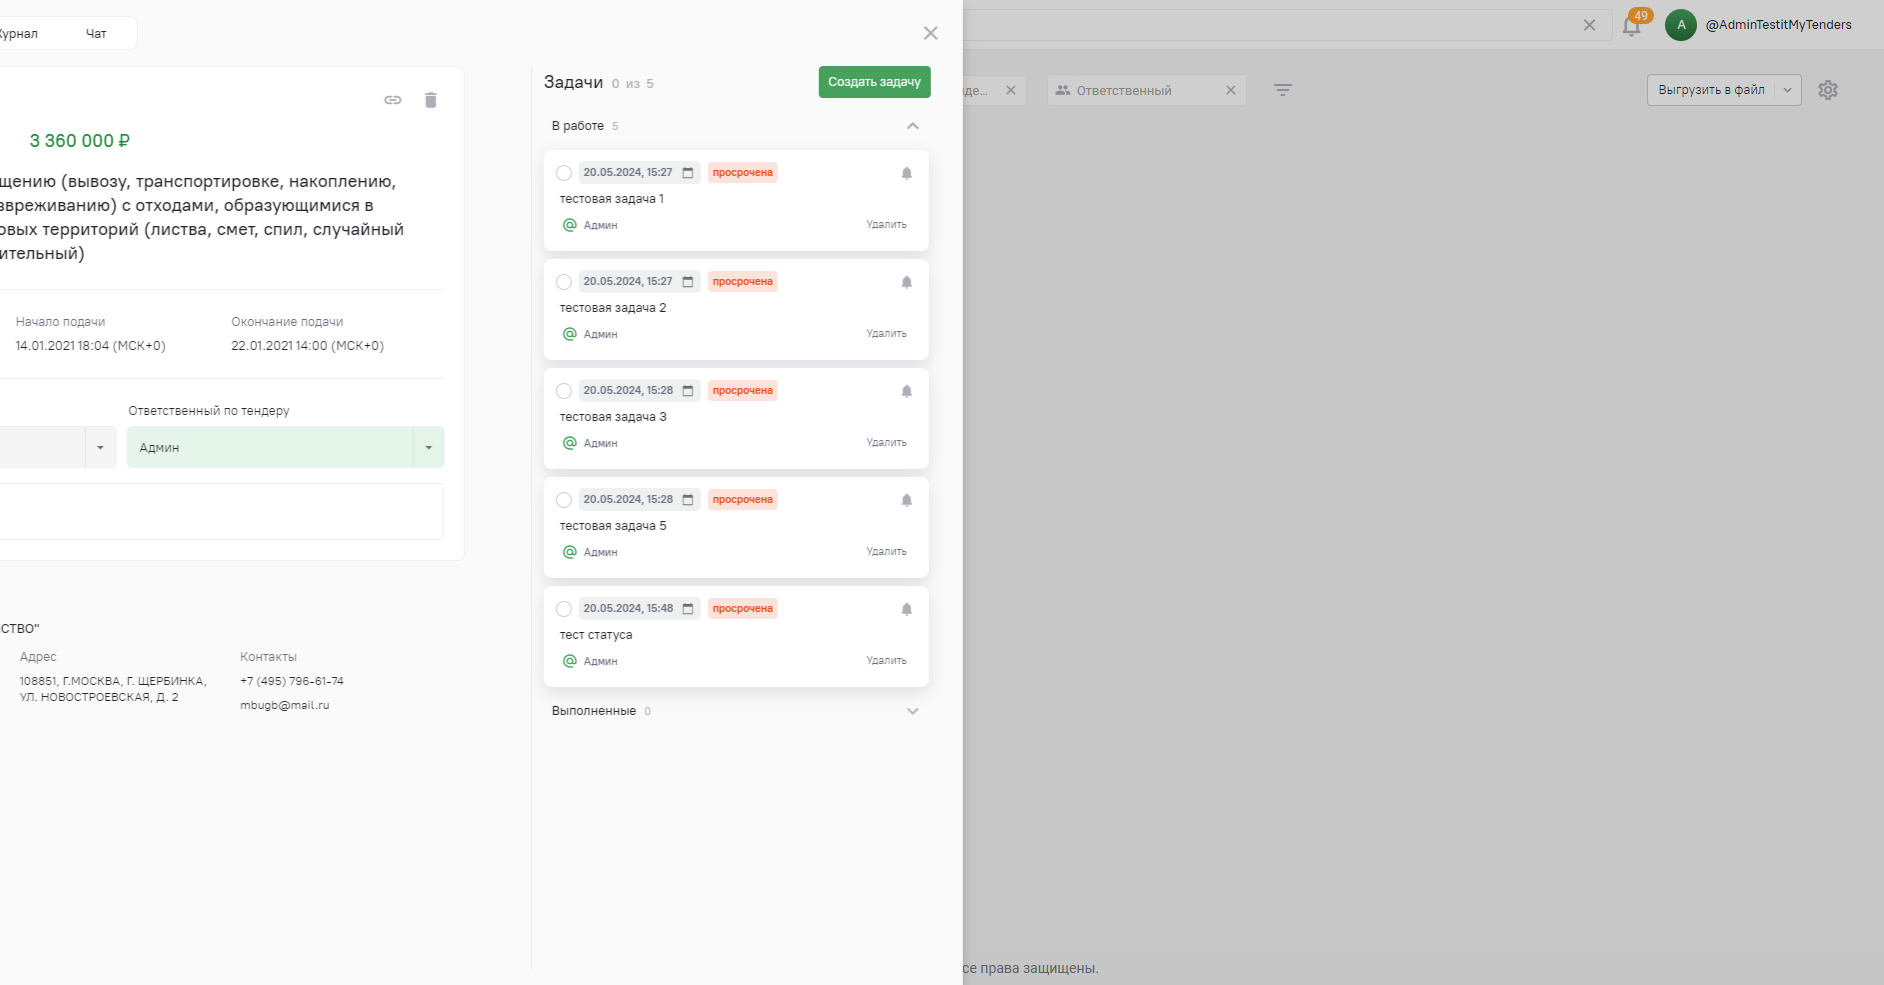 Журнал
Чат
49
A
@AdminTestitMyTenders
3 360 000 ₽
щению (вывозу, транспортировке, накоплению,
звреживанию) с отходами, образующимися в
овых территорий (листва, смет, спил, случайный
ительный)
Начало подачи
Окончание подачи
14.01.2021 18:04 (МСК+0)
22.01.2021 14:00 (МСК+0)
Ответственный по тендеру
Админ
СТВО"
Адрес
Контакты
108851, Г.МОСКВА, Г. ЩЕРБИНКА,
УЛ. НОВОСТРОЕВСКАЯ, Д. 2
+7 (495) 796-61-74
mbugb@mail.ru
Задачи 0 из 5
Создать задачу
В работе 5
20.05.2024, 15:27 просрочена
тестовая задача 1
Админ
Удалить
20.05.2024, 15:27 просрочена
тестовая задача 2
Админ
Удалить
20.05.2024, 15:28 просрочена
тестовая задача 3
Админ
Удалить
20.05.2024, 15:28 просрочена
тестовая задача 5
Админ
Удалить
20.05.2024, 15:48 просрочена
тест статуса
Админ
Удалить
Выполненные 0
де...
Ответственный
Выгрузить в файл
се права защищены.